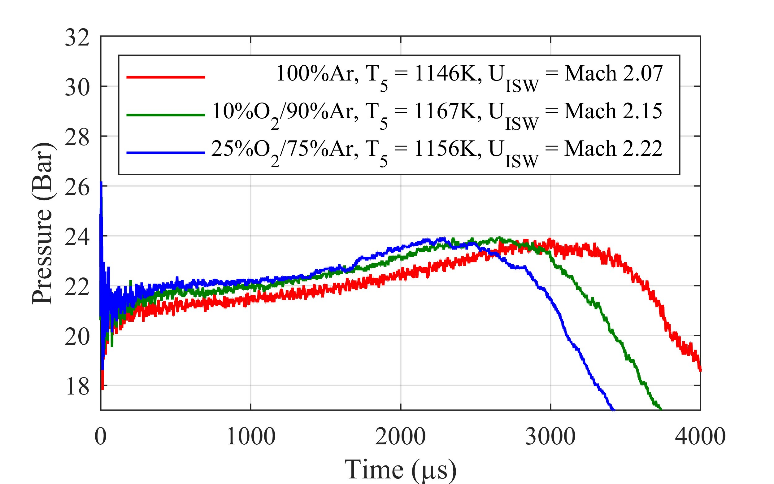 32
30
28
26
24
22
20
18
Pressure (Bar)
100%Ar, T5 = 1146K, UISW = Mach 2.07
10%O2/90%Ar, T5 = 1167K, UISW = Mach 2.15
25%O2/75%Ar, T5 = 1156K, UISW = Mach 2.22
0 1000 2000 3000 4000
Time (μs)